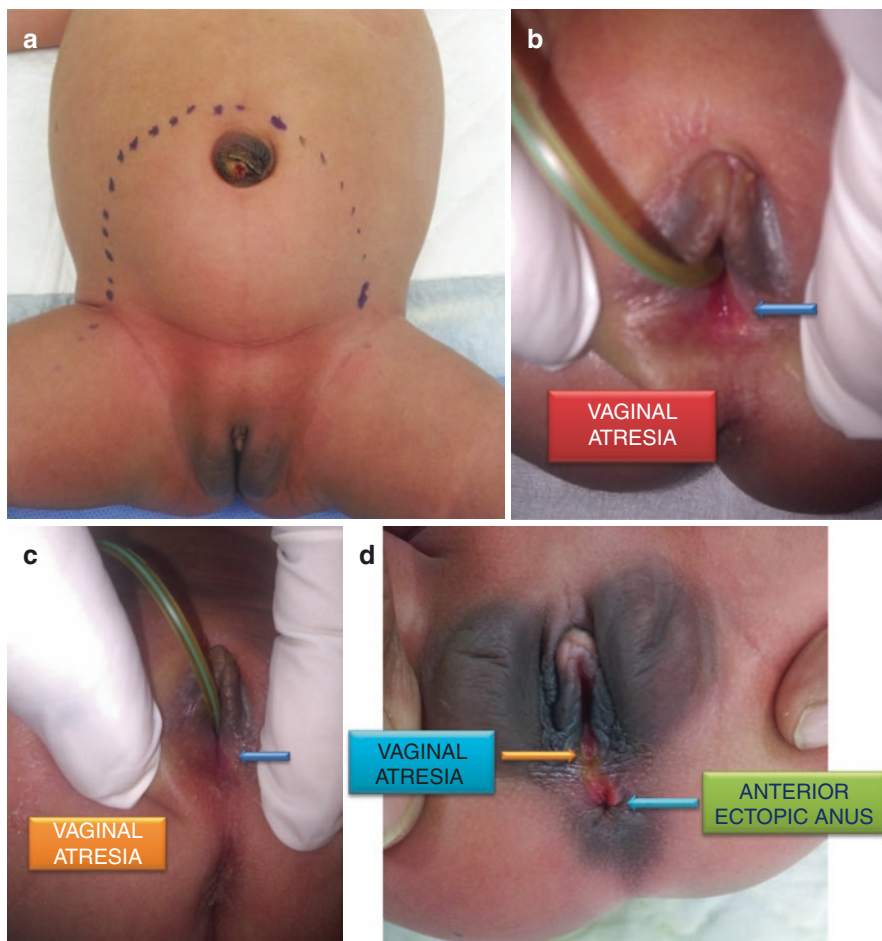 a
b
VAGINAL
ATRESIA
c
VAGINAL
ATRESIA
d
VAGINAL
ATRESIA
ANTERIOR
ECTOPIC ANUS